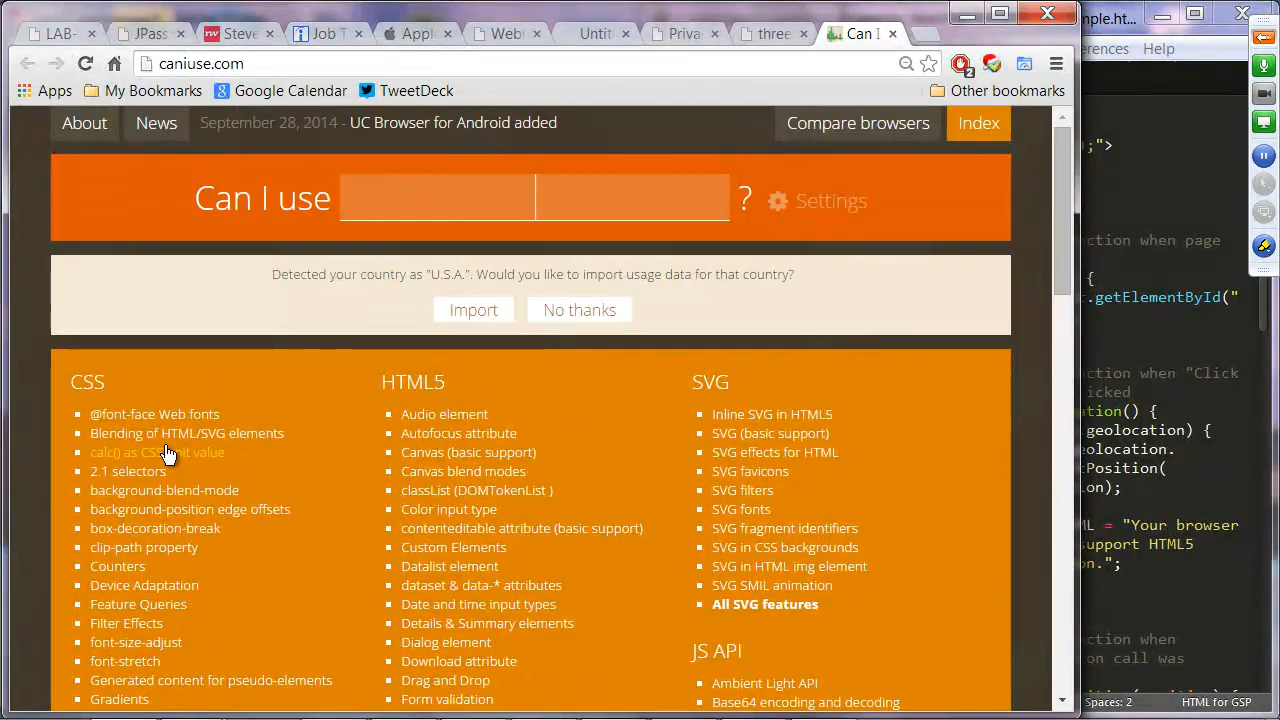 LAB-
JPass
Steve
Job T
Apple
Web
Untit
Priva
three
Can I
mple.ht...
caniuse.com
2
erences Help
Apps
My Bookmarks
Google Calendar
TweetDeck
Other bookmarks
About
News
September 28, 2014 - UC Browser for Android added
Compare browsers
Index
Can I use ?
Settings
Detected your country as "U.S.A.". Would you like to import usage data for that country?
Import
No thanks
CSS
@font-face Web fonts
Blending of HTML/SVG elements
calc() as CSS unit value
2.1 selectors
background-blend-mode
background-position edge offsets
box-decoration-break
clip-path property
Counters
Device Adaptation
Feature Queries
Filter Effects
font-size-adjust
font-stretch
Generated content for pseudo-elements
Gradients
HTML5
Audio element
Autofocus attribute
Canvas (basic support)
Canvas blend modes
classList (DOMTokenList )
Color input type
contenteditable attribute (basic support)
Custom Elements
Datalist element
dataset & data-* attributes
Date and time input types
Details & Summary elements
Dialog element
Download attribute
Drag and Drop
Form validation
SVG
Inline SVG in HTML5
SVG (basic support)
SVG effects for HTML
SVG favicons
SVG filters
SVG fonts
SVG fragment identifiers
SVG in CSS backgrounds
SVG in HTML img element
SVG SMIL animation
All SVG features
JS API
Ambient Light API
Base64 encoding and decoding
;">
ction when page
{
.getElementById("
ction when "Click
icked
ation() {
geolocation) {
eolocation.
tPosition(
ion);
ML = "Your browser
support HTML5
on.";
ction when
on call was
Spaces: 2
HTML for GSP